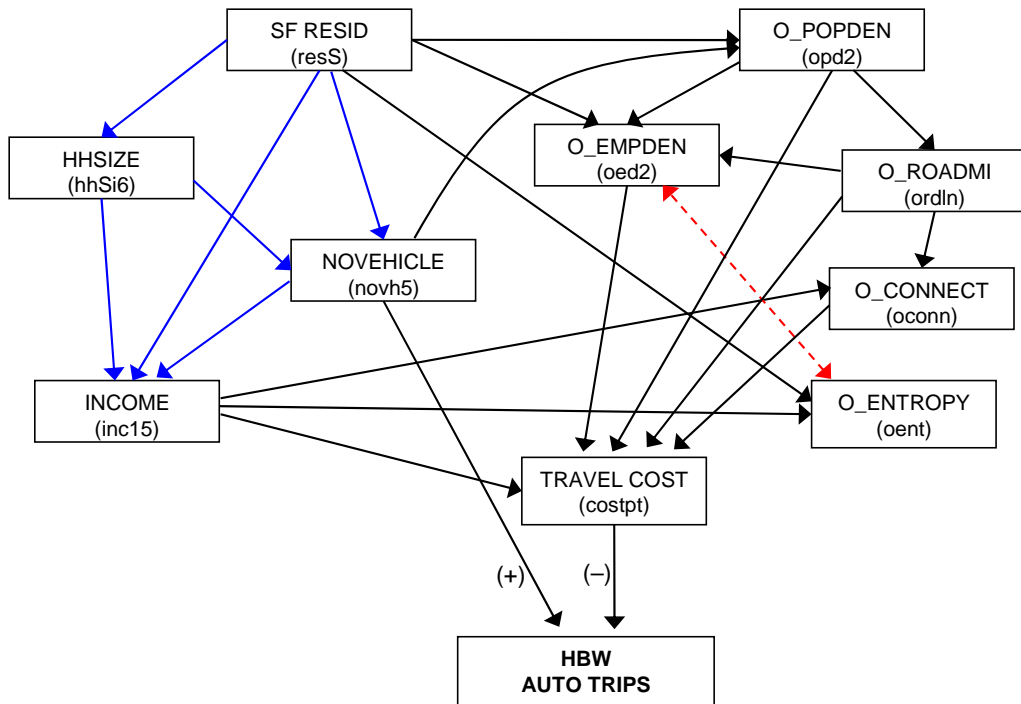 SF RESID
(resS)
O_POPDEN
(opd2)
HHSIZE
(hhSi6)
O_EMPDEN
(oed2)
O_ROADMI
(ordln)
NOVEHICLE
(novh5)
O_CONNECT
(oconn)
INCOME
(inc15)
O_ENTROPY
(oent)
TRAVEL COST
(costpt)
(+)
(–)
HBW
AUTO TRIPS